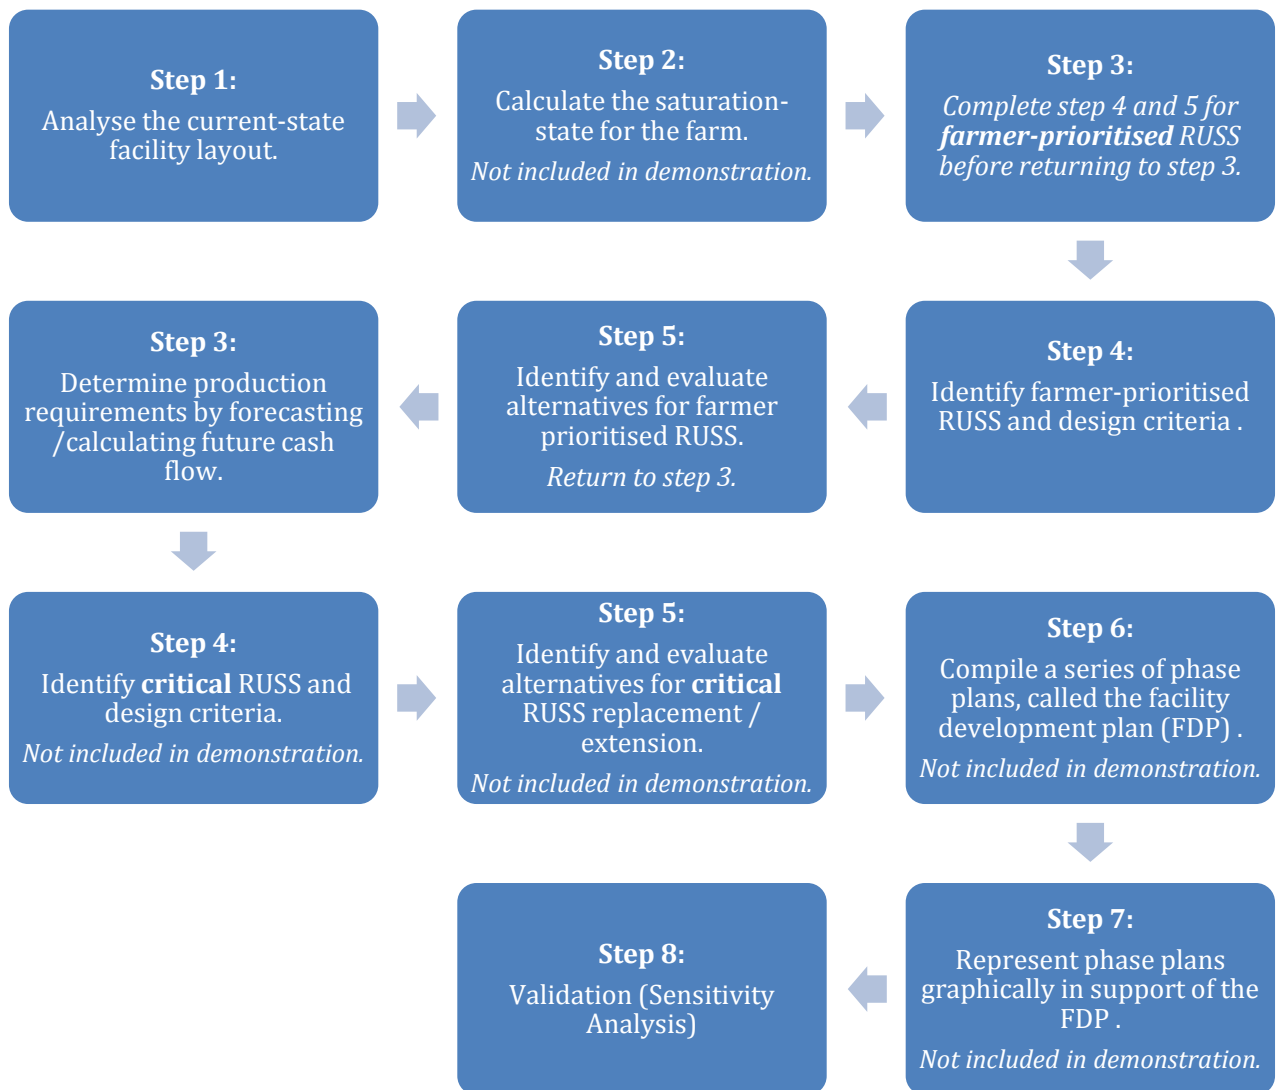 Step 1:
Analyse the current-state
facility layout.
Step 2:
Calculate the saturation-
state for the farm.
Not included in demonstration.
Step 3:
Complete step 4 and 5 for
farmer-prioritised RUSS
before returning to step 3.
Step 4:
Identify farmer-prioritised
RUSS and design criteria .
Step 5:
Identify and evaluate
alternatives for farmer
prioritised RUSS.
Return to step 3.
Step 3:
Determine production
requirements by forecasting
/calculating future cash
flow.
Step 4:
Identify critical RUSS and
design criteria.
Not included in demonstration.
Step 5:
Identify and evaluate
alternatives for critical
RUSS replacement /
extension.
Not included in demonstration.
Step 6:
Compile a series of phase
plans, called the facility
development plan (FDP) .
Not included in demonstration.
Step 7:
Represent phase plans
graphically in support of the
FDP .
Not included in demonstration.
Step 8:
Validation (Sensitivity
Analysis)